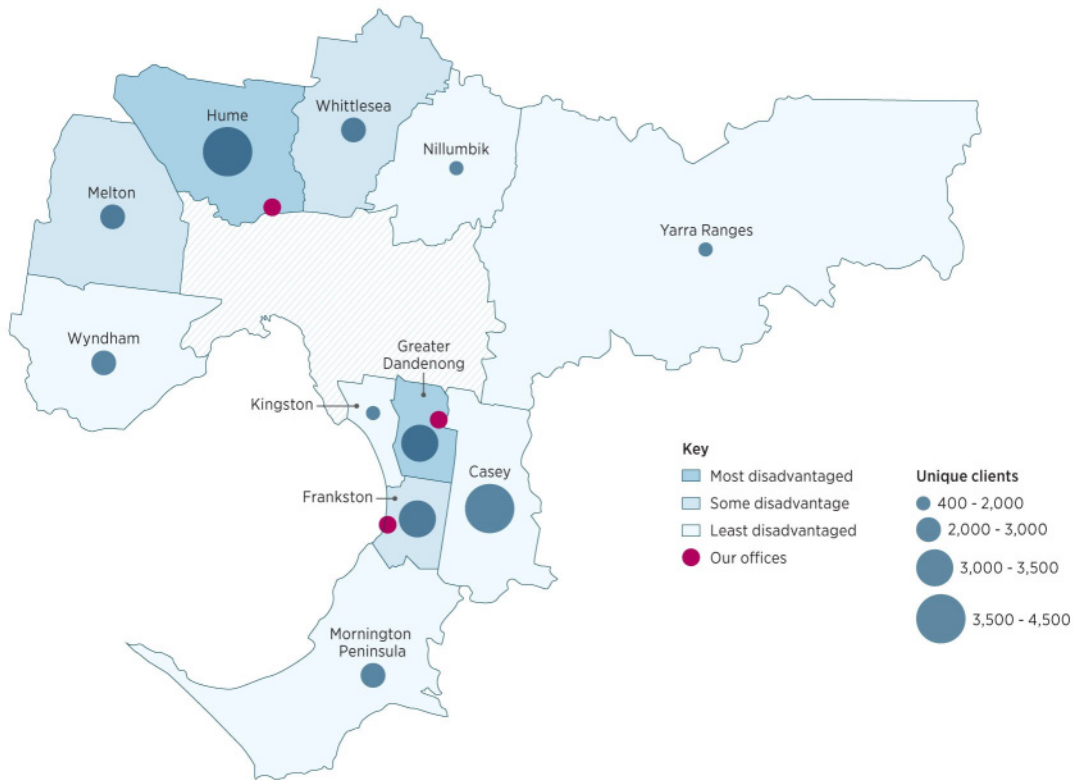 Hume
Whittlesea
Nillumbik
Melton
Yarra Ranges
Wyndham
Greater
Dandenong
Kingston
Casey
Frankston
Mornington
Peninsula
Key
Most disadvantaged
Some disadvantage
Least disadvantaged
Our offices
Unique clients
400 - 2,000
2,000 - 3,000
3,000 - 3,500
3,500 - 4,500